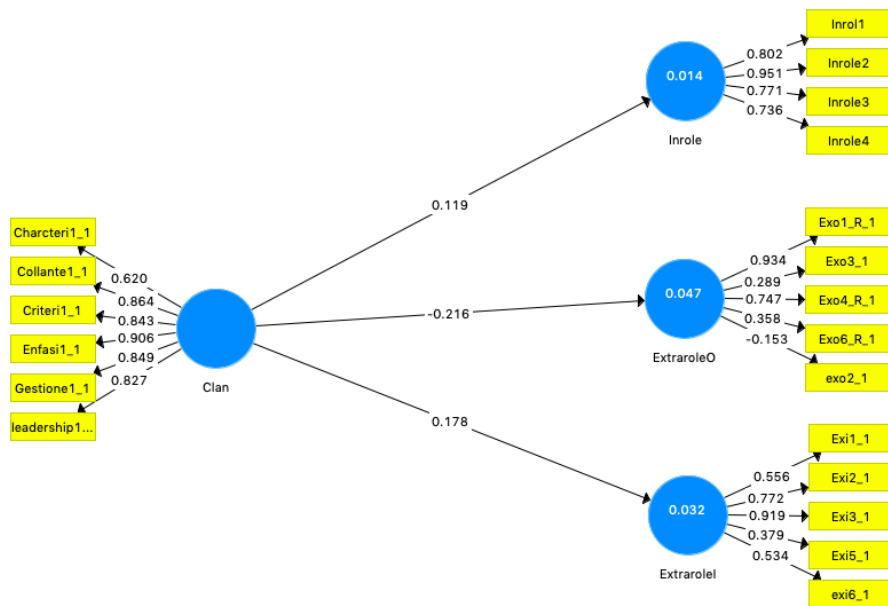 Inrol1
0.802
0.014
Inrole2
0.951
0.771
Inrole3
0.736
Inrole4
Inrole
0.119
Charcteri1_1
Collante1_1
0.620
0.864
Criteri1_1
0.843
0.906
Enfasi1_1
0.849
Gestione1_1
0.827
leadership1...
Clan
-0.216
Exo1_R_1
0.934
Exo3_1
0.289
0.047
0.747
Exo4_R_1
0.358
Exo6_R_1
-0.153
exo2_1
ExtraroleO
0.178
Exi1_1
0.556
Exi2_1
0.772
0.032
0.919
Exi3_1
0.379
Exi5_1
0.534
exi6_1
ExtraroleI